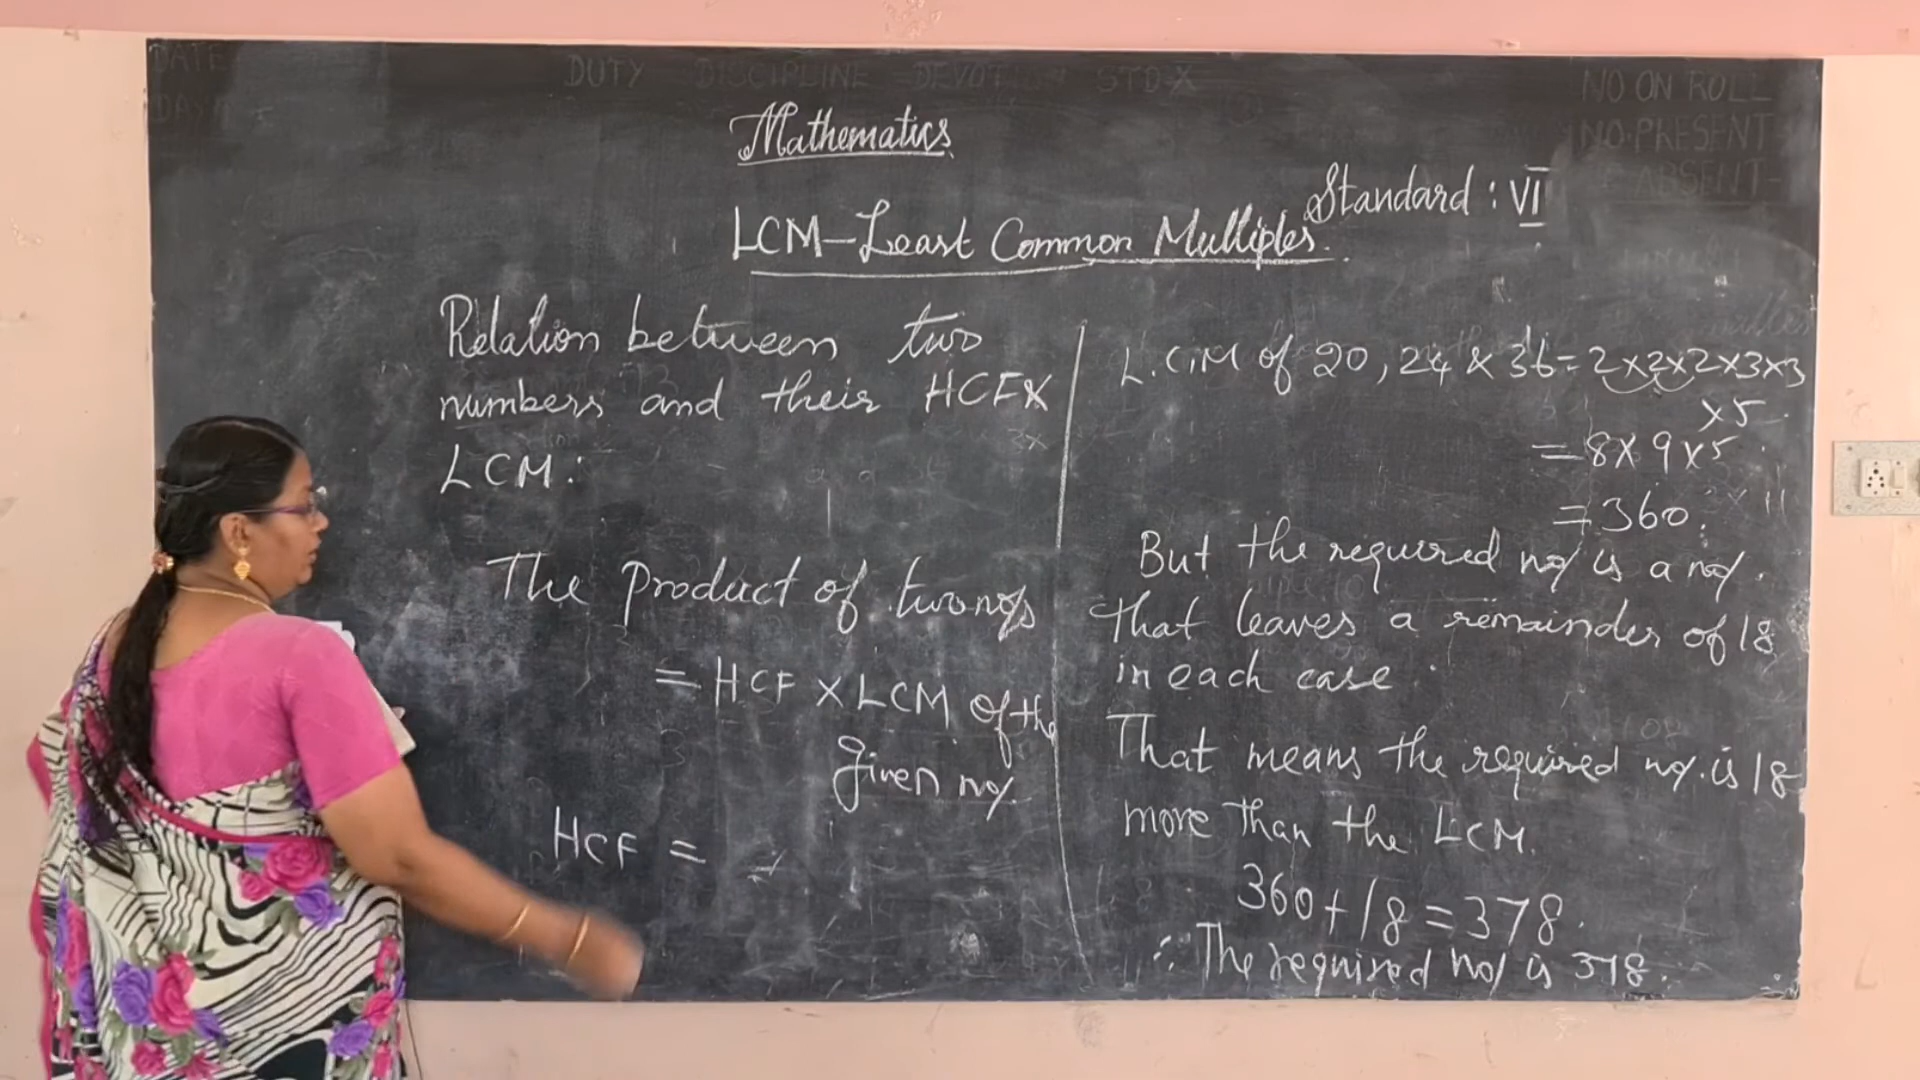 DATE
DAY
DUTY DISCIPLINE DEVOTION STD-X
NO ON ROLL
NO.PRESENT-
ABSENT-
Mathematics
Standard : VI
LCM-Least Common Multiples.
Relation between two
numbers and their HCF &
LCM:
The product of two no/s
= HCF X LCM of the
given no/.
HCF =
L.C.M of 20, 24 & 36 = 2x2x2x3x3
x5
= 8x9x5
= 360.
But the required no/ is a no/.
that leaves a remainder of 18
in each case.
That means the required no/. is 18
more than the LCM.
360+18=378.
∴ The required no/ is 378.